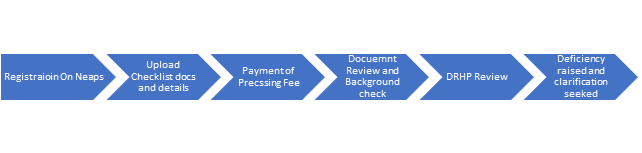 Registraioin On Neaps
Upload
Checklist docs
and details
Payment of
Precssing Fee
Docuemnt
Review and
Background
check
DRHP Review
Deficiency
raised and
clarification
seeked